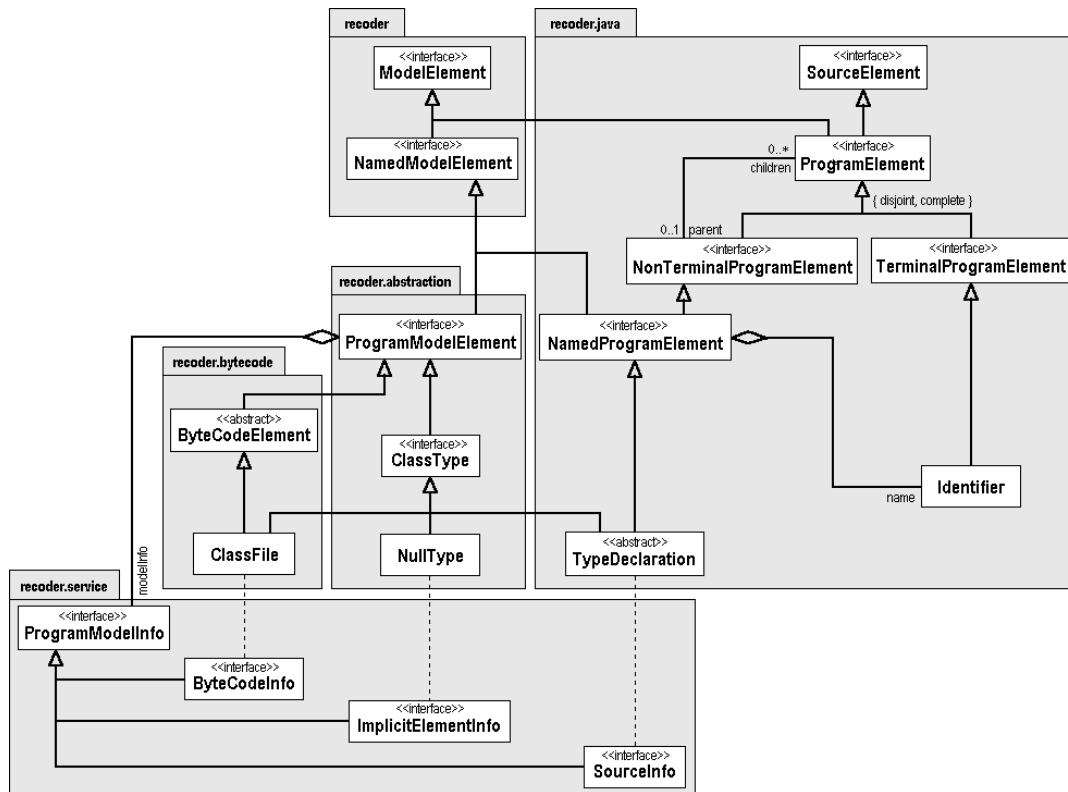 recoder
recoder.java
<<interface>>
ModelElement
<<interface>>
SourceElement
<<interface>>
NamedModelElement
0..*
children
<<interface>
ProgramElement
{ disjoint, complete }
0..1 parent
<<interface>>
NonTerminalProgramElement
<<interface>>
TerminalProgramElement
recoder.abstraction
<<interface>>
ProgramModelElement
<<interface>>
NamedProgramElement
recoder.bytecode
<<abstract>>
ByteCodeElement
<<interface>>
ClassType
Identifier
name
ClassFile
NullType
<<abstract>>
TypeDeclaration
modelInfo
recoder.service
<<interface>>
ProgramModelInfo
<<interface>>
ByteCodeInfo
<<interface>>
ImplicitElementInfo
<<interface>>
SourceInfo